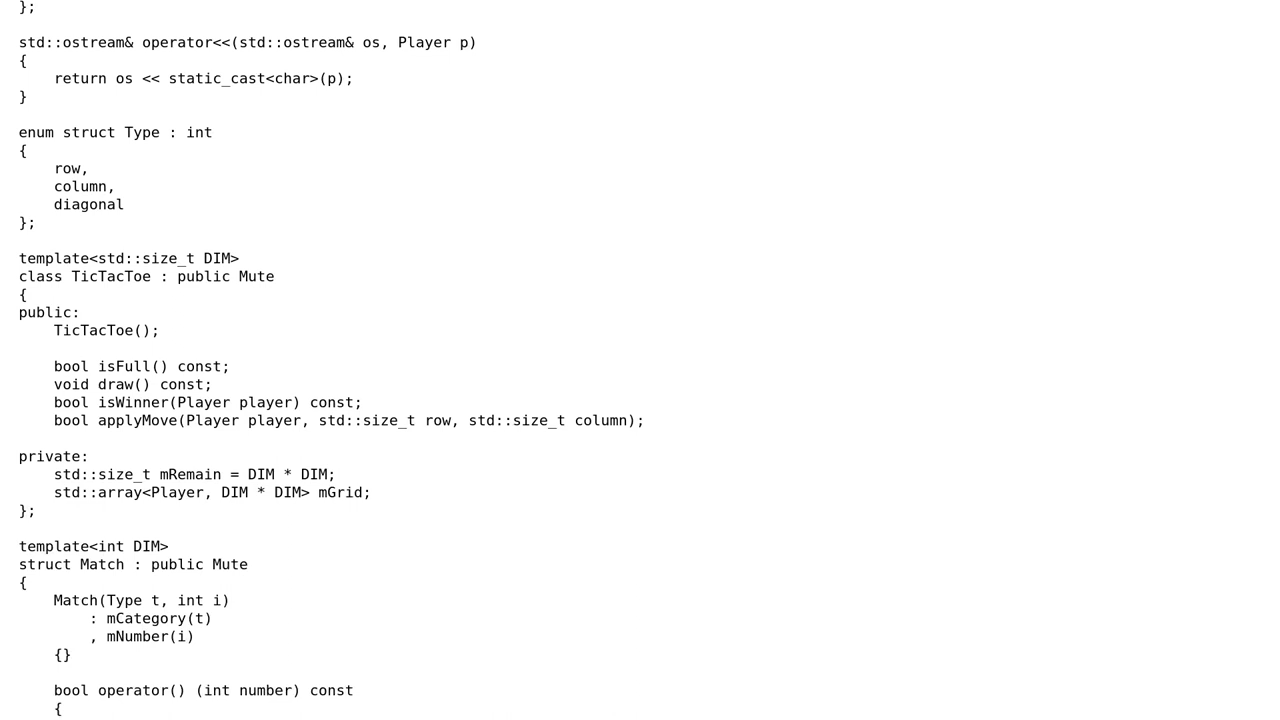 };

std::ostream& operator<<(std::ostream& os, Player p)
{
    return os << static_cast<char>(p);
}

enum struct Type : int
{
    row,
    column,
    diagonal
};

template<std::size_t DIM>
class TicTacToe : public Mute
{
public:
    TicTacToe();

    bool isFull() const;
    void draw() const;
    bool isWinner(Player player) const;
    bool applyMove(Player player, std::size_t row, std::size_t column);

private:
    std::size_t mRemain = DIM * DIM;
    std::array<Player, DIM * DIM> mGrid;
};

template<int DIM>
struct Match : public Mute
{
    Match(Type t, int i)
        : mCategory(t)
        , mNumber(i)
    {}

    bool operator() (int number) const
    {